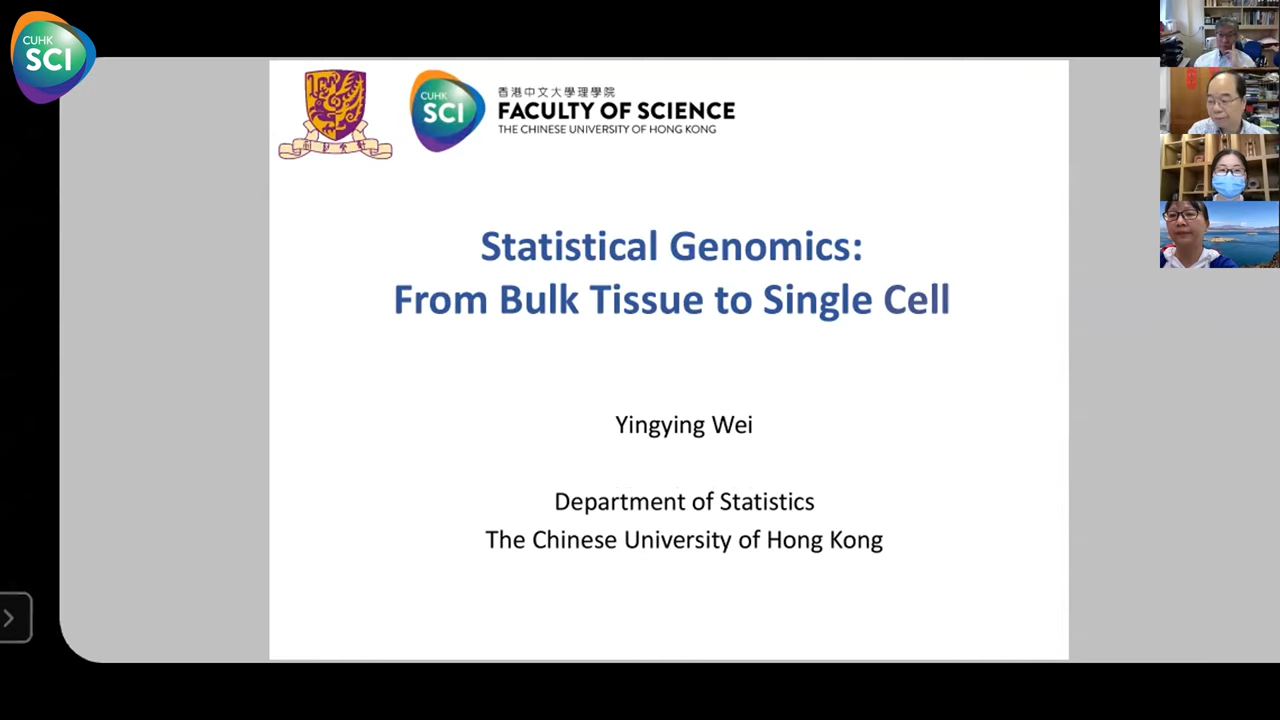 CUHK
SCI
CUHK
SCI
香港中文大學理學院
FACULTY OF SCIENCE
THE CHINESE UNIVERSITY OF HONG KONG
Statistical Genomics:
From Bulk Tissue to Single Cell
Yingying Wei
Department of Statistics
The Chinese University of Hong Kong